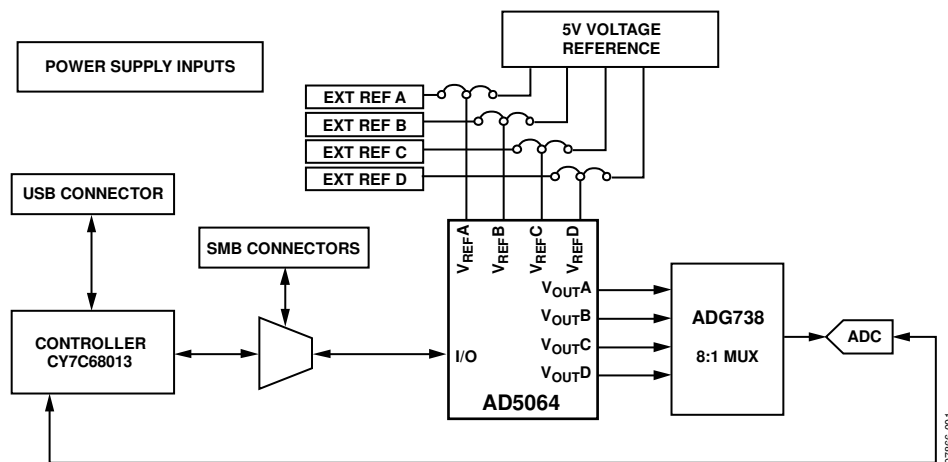 POWER SUPPLY INPUTS
5V VOLTAGE
REFERENCE
EXT REF A
EXT REF B
EXT REF C
EXT REF D
USB CONNECTOR
SMB CONNECTORS
VREFA
VREFB
VREFC
VREFD
CONTROLLER
CY7C68013
I/O
VOUTA
VOUTB
VOUTC
VOUTD
AD5064
ADG738
8:1 MUX
ADC